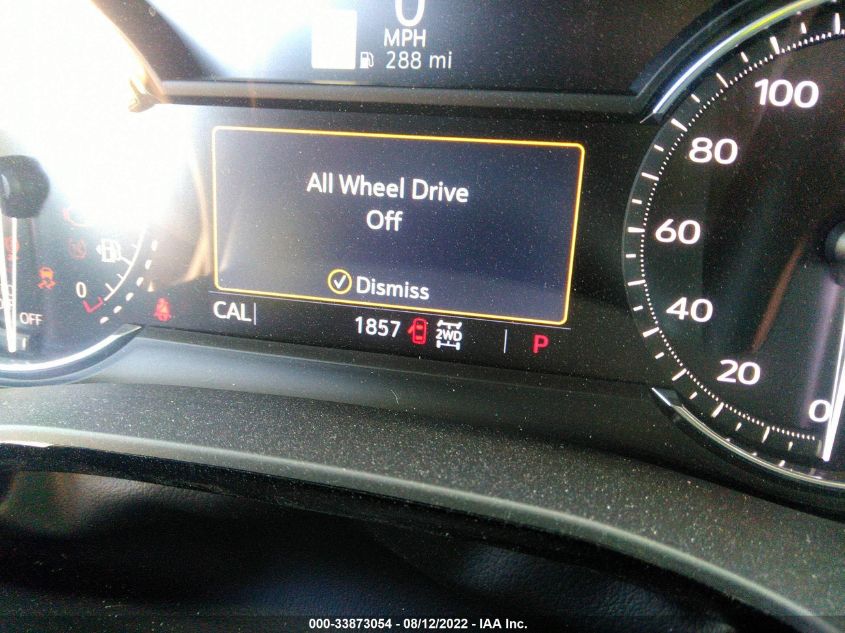 0
MPH
288 mi
100
80
60
40
20
0
All Wheel Drive
Off
Dismiss
0
OFF
CAL
1857
2WD
P
000-33873054 - 08/12/2022 - IAA Inc.